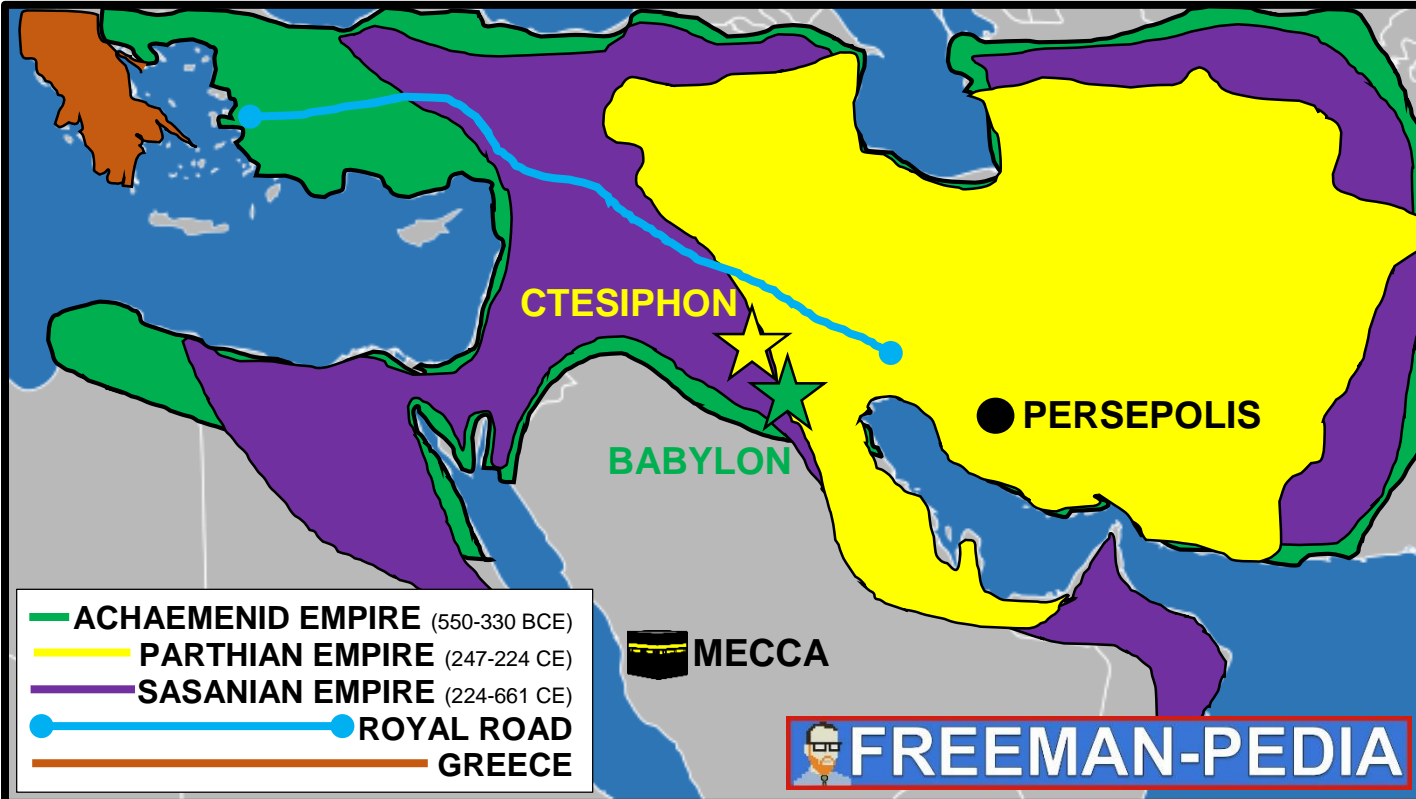 CTESIPHON
PERSEPOLIS
BABYLON
ACHAEMENID EMPIRE (550-330 BCE)
PARTHIAN EMPIRE (247-224 CE)
SASANIAN EMPIRE (224-661 CE)
ROYAL ROAD
GREECE
MECCA
FREEMAN-PEDIA